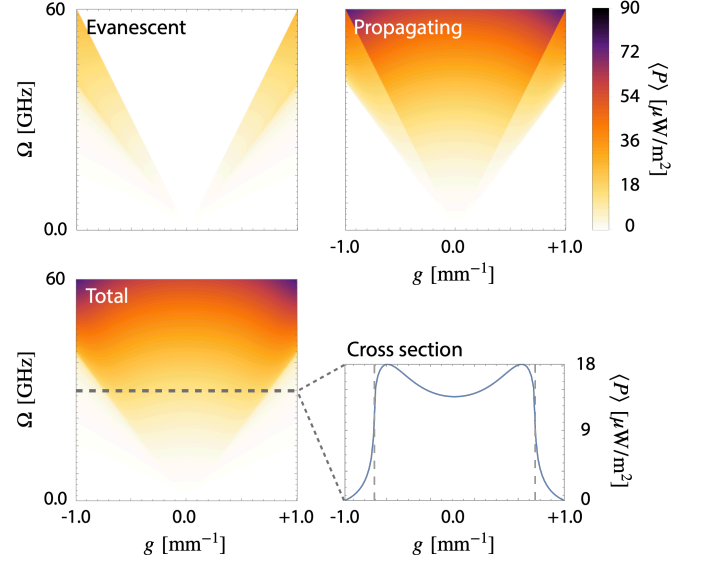 60
Evanescent
Ω [GHz]
0.0
Propagating
-1.0
0.0
+1.0
g [mm⁻¹]
90
72
54
36
18
0
⟨P⟩ [μW/m²]
60
Total
Ω [GHz]
0.0
-1.0
0.0
+1.0
g [mm⁻¹]
Cross section
18
9
0
⟨P⟩ [μW/m²]
-1.0
0.0
+1.0
g [mm⁻¹]